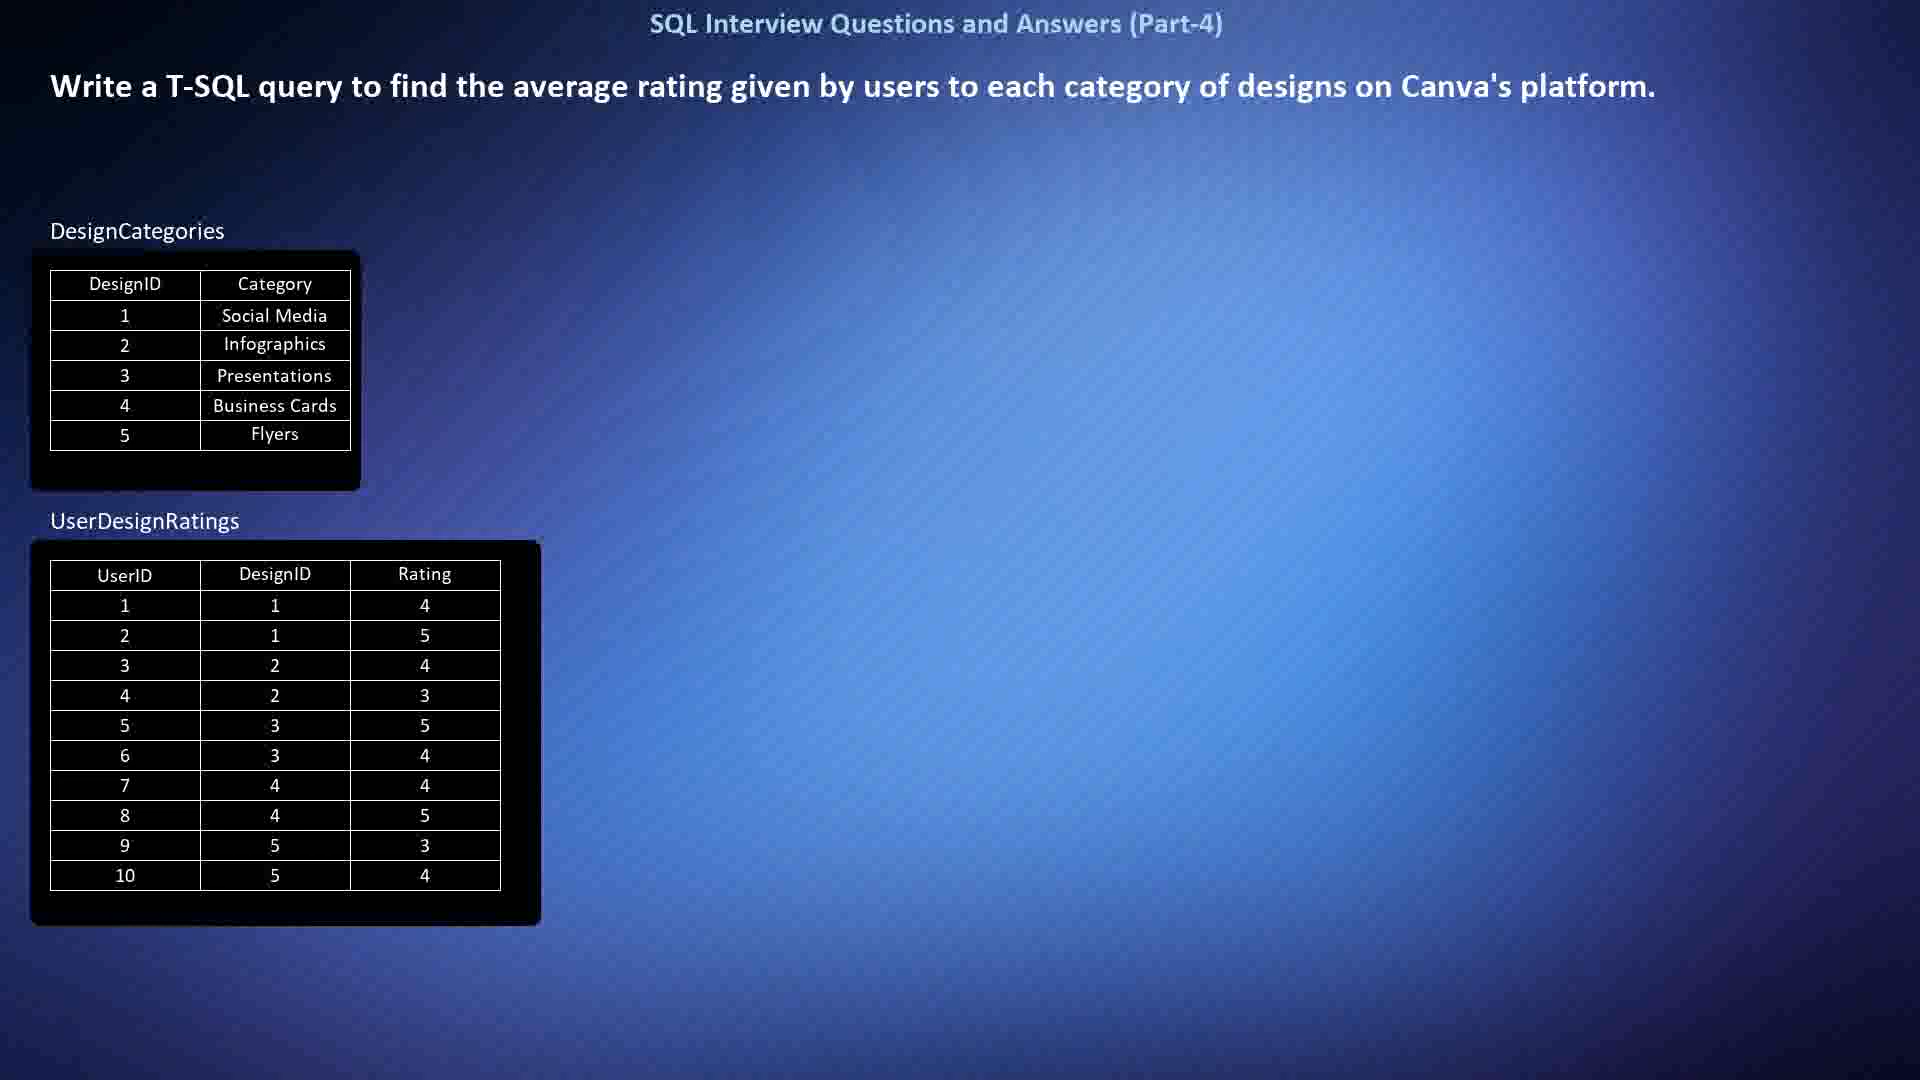 SQL Interview Questions and Answers (Part-4)
Write a T-SQL query to find the average rating given by users to each category of designs on Canva's platform.
DesignCategories
DesignID Category
1 Social Media
2 Infographics
3 Presentations
4 Business Cards
5 Flyers
UserDesignRatings
UserID DesignID Rating
1 1 4
2 1 5
3 2 4
4 2 3
5 3 5
6 3 4
7 4 4
8 4 5
9 5 3
10 5 4